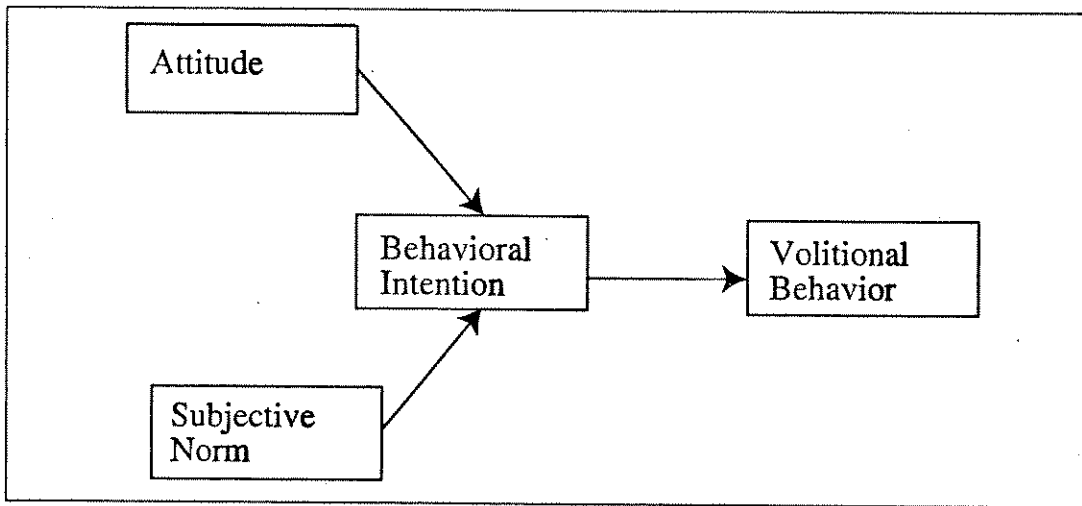 Attitude
Behavioral
Intention
Volitional
Behavior
Subjective
Norm